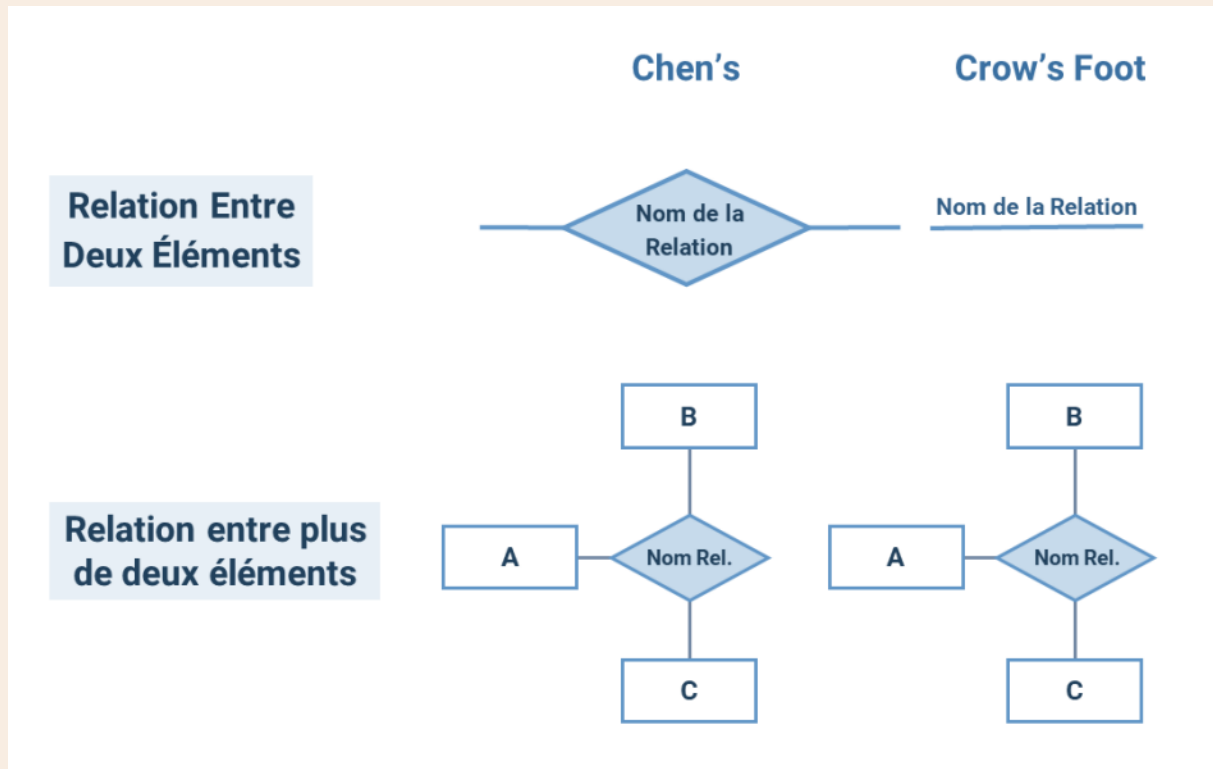 Chen’s
Crow’s Foot
Relation Entre
Deux Éléments
Nom de la
Relation
Nom de la Relation
Relation entre plus
de deux éléments
B
A
Nom Rel.
C
B
A
Nom Rel.
C